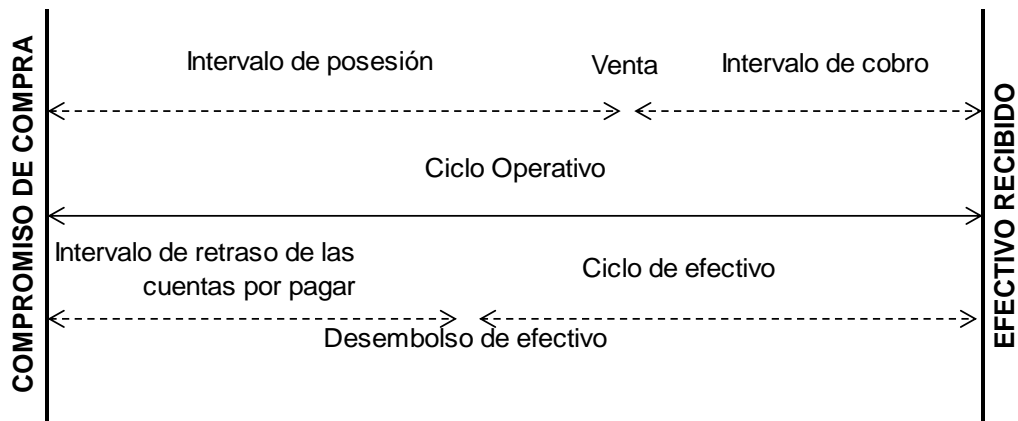 COMPROMISO DE COMPRA
Intervalo de posesión
Venta
Intervalo de cobro
Ciclo Operativo
Intervalo de retraso de las
cuentas por pagar
Ciclo de efectivo
Desembolso de efectivo
EFECTIVO RECIBIDO